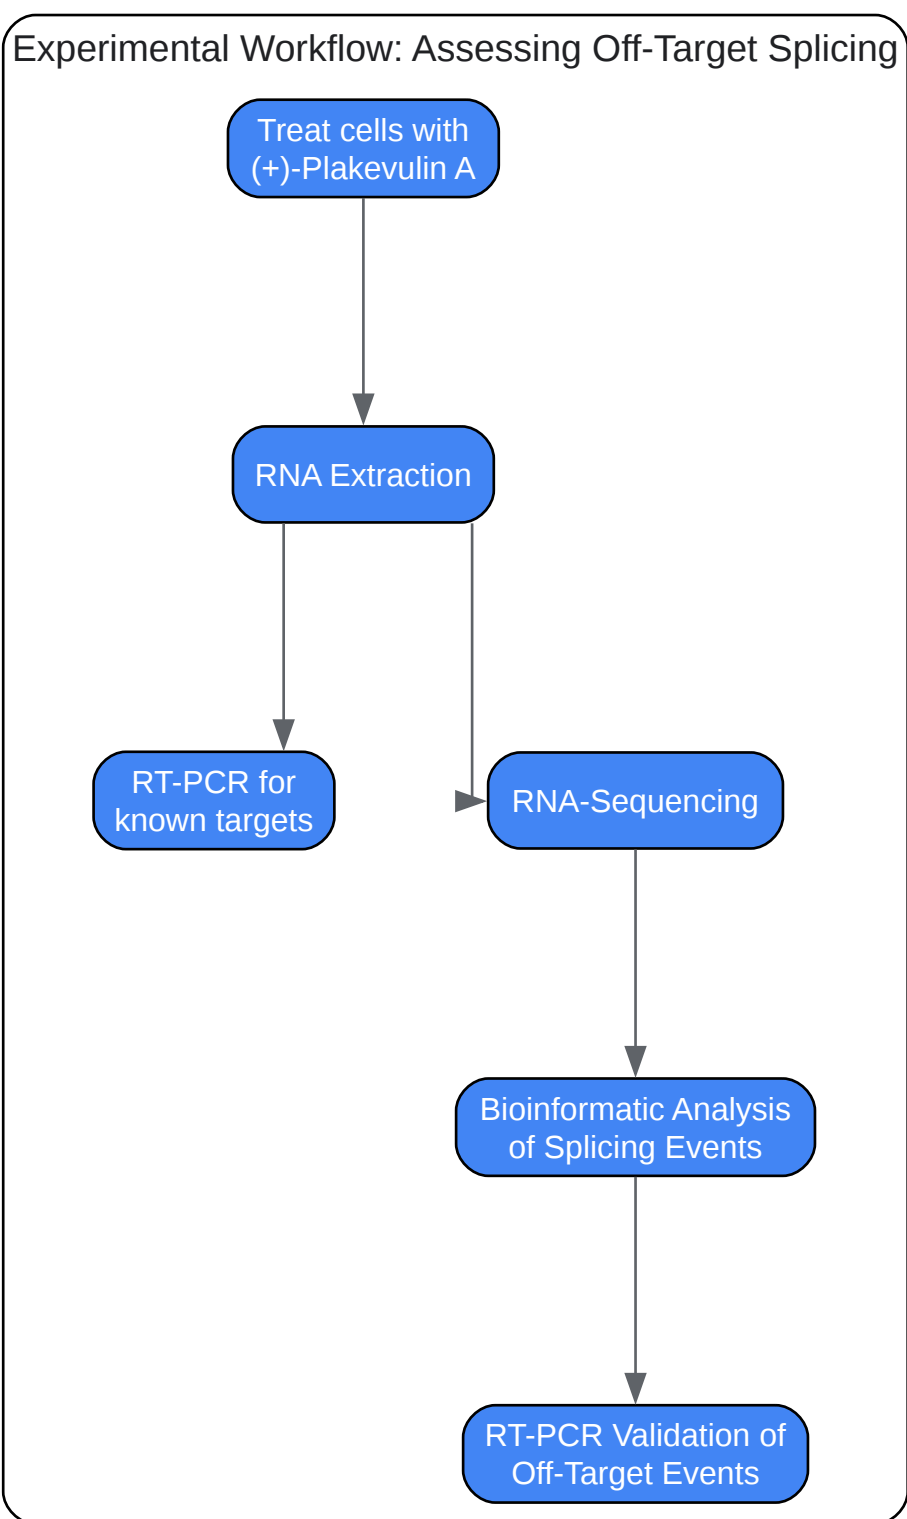 Experimental Workflow: Assessing Off-Target Splicing
Treat cells with
(+)-Plakevulin A
RNA Extraction
RT-PCR for
known targets
RNA-Sequencing
Bioinformatic Analysis
of Splicing Events
RT-PCR Validation of
Off-Target Events